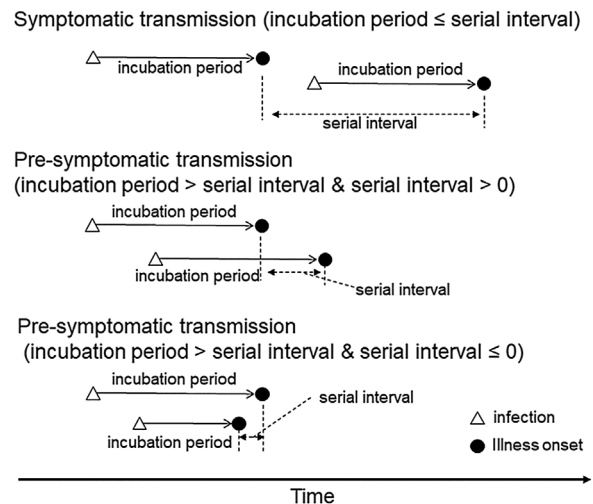 Symptomatic transmission (incubation period ≤ serial interval)
incubation period
incubation period
serial interval
Pre-symptomatic transmission
(incubation period > serial interval & serial interval > 0)
incubation period
incubation period
serial interval
Pre-symptomatic transmission
(incubation period > serial interval & serial interval ≤ 0)
incubation period
serial interval
incubation period
infection
Illness onset
Time